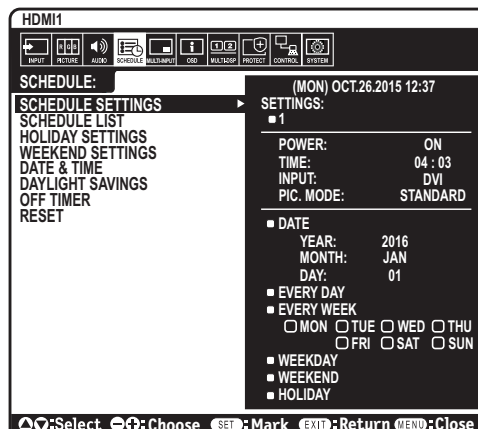 HDMI1
INPUT PICTURE AUDIO SCHEDULE MULTI-INPUT OSD MULTI-DSP PROTECT CONTROL SYSTEM
SCHEDULE:
SCHEDULE SETTINGS
SCHEDULE LIST
HOLIDAY SETTINGS
WEEKEND SETTINGS
DATE & TIME
DAYLIGHT SAVINGS
OFF TIMER
RESET
(MON) OCT.26.2015 12:37
SETTINGS:
1
POWER: ON
TIME: 04 : 03
INPUT: DVI
PIC. MODE: STANDARD
DATE
YEAR: 2016
MONTH: JAN
DAY: 01
EVERY DAY
EVERY WEEK
MON TUE WED THU
FRI SAT SUN
WEEKDAY
WEEKEND
HOLIDAY
:Select :Choose SET:Mark EXIT:Return MENU:Close